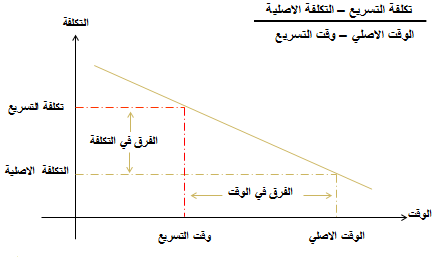 تكلفة التسريع – التكلفة الاصلية
الوقت الاصلي – وقت التسريع
التكلفة
تكلفة التسريع
الفرق في التكلفة
التكلفة الاصلية
الفرق في الوقت
الوقت
وقت التسريع
الوقت الاصلي